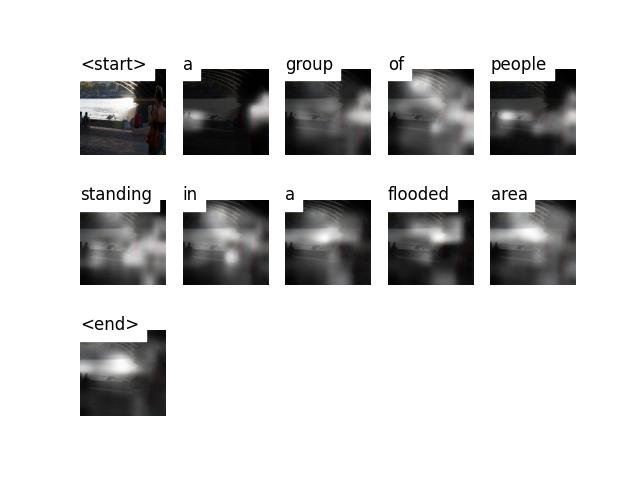 <start> a group of people
standing in a flooded area
<end>